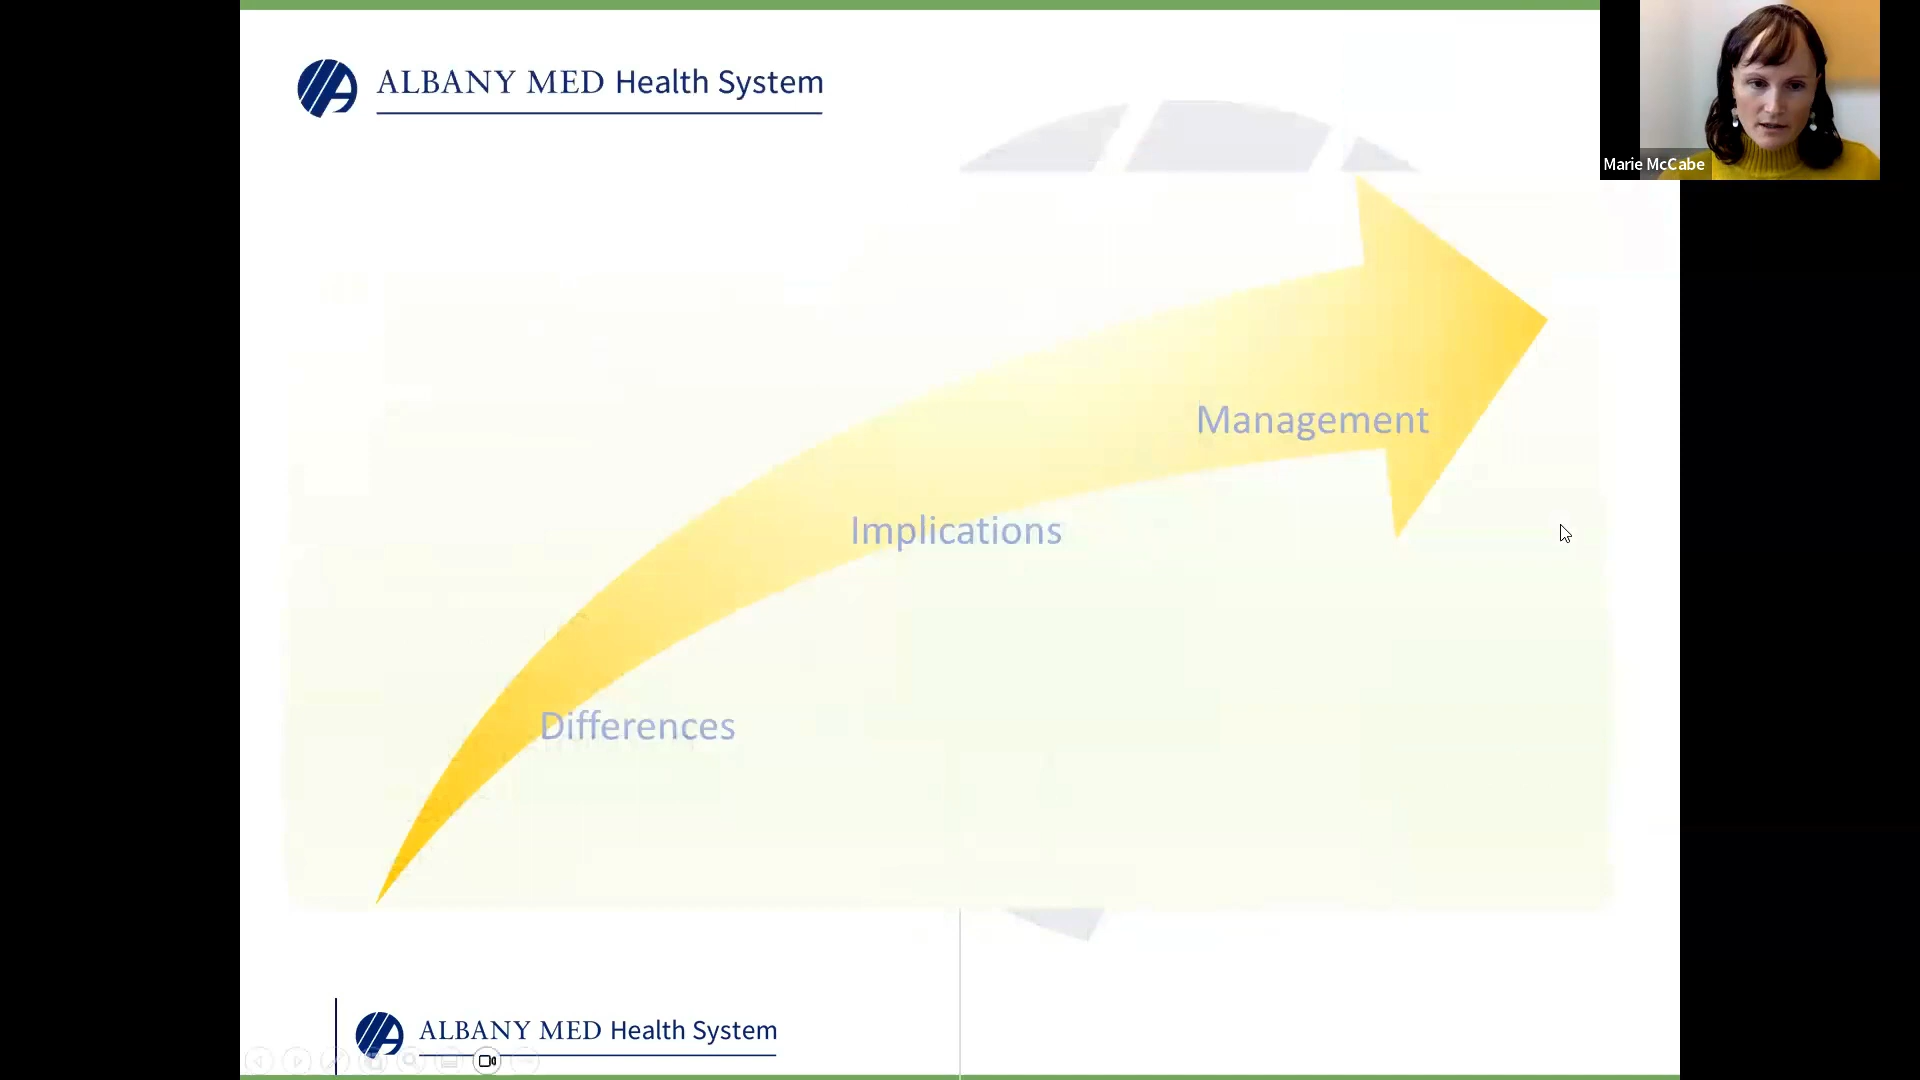 ALBANY MED Health System
Marie McCabe
Management
Implications
Differences
ALBANY MED Health System